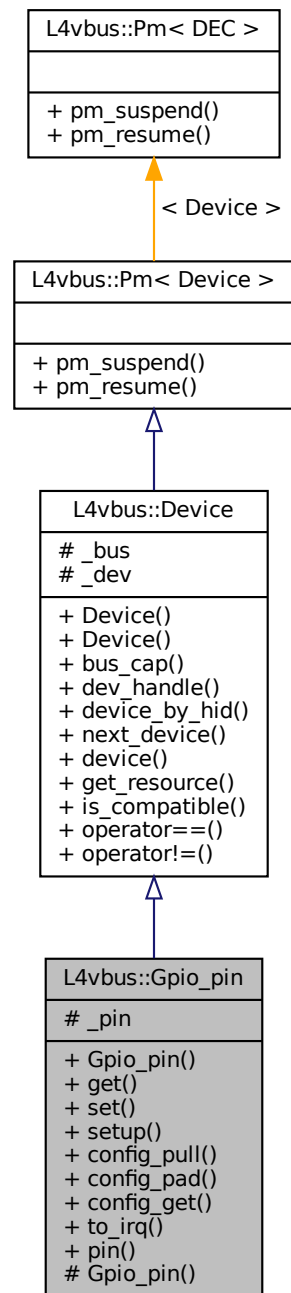 L4vbus::Pm< DEC >
+ pm_suspend()
+ pm_resume()
< Device >
L4vbus::Pm< Device >
+ pm_suspend()
+ pm_resume()
L4vbus::Device
# _bus
# _dev
+ Device()
+ Device()
+ bus_cap()
+ dev_handle()
+ device_by_hid()
+ next_device()
+ device()
+ get_resource()
+ is_compatible()
+ operator==()
+ operator!=()
L4vbus::Gpio_pin
# _pin
+ Gpio_pin()
+ get()
+ set()
+ setup()
+ config_pull()
+ config_pad()
+ config_get()
+ to_irq()
+ pin()
# Gpio_pin()